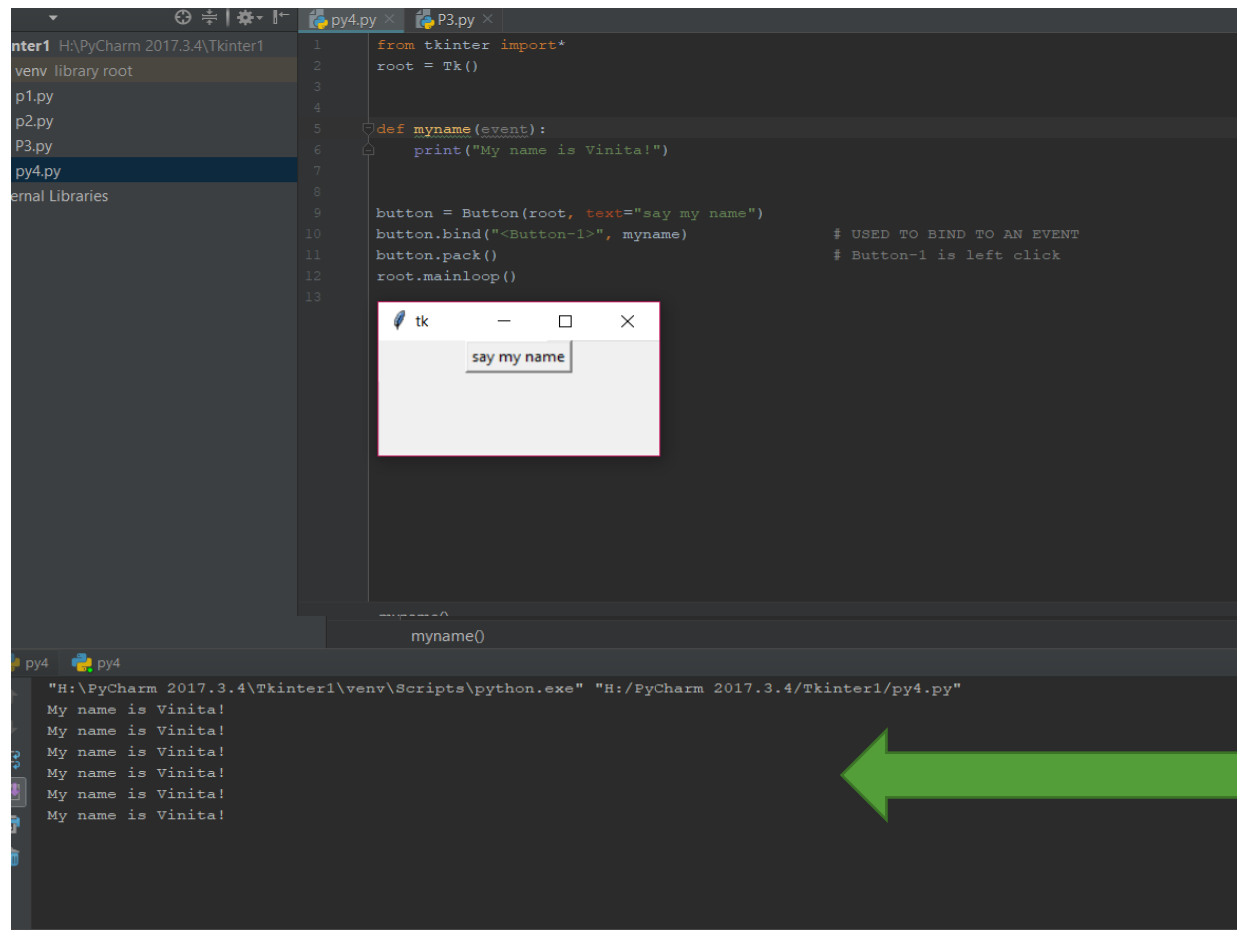 py4.py
P3.py
nter1 H:\PyCharm 2017.3.4\Tkinter1
venv library root
p1.py
p2.py
P3.py
py4.py
ernal Libraries
1 from tkinter import*
2 root = Tk()
3
4
5 def myname(event):
6 print("My name is Vinita!")
7
8
9 button = Button(root, text="say my name")
10 button.bind("<Button-1>", myname) # USED TO BIND TO AN EVENT
11 button.pack() # Button-1 is left click
12 root.mainloop()
13
tk
say my name
myname()
myname()
py4 py4
"H:\PyCharm 2017.3.4\Tkinter1\venv\Scripts\python.exe" "H:/PyCharm 2017.3.4/Tkinter1/py4.py"
My name is Vinita!
My name is Vinita!
My name is Vinita!
My name is Vinita!
My name is Vinita!
My name is Vinita!